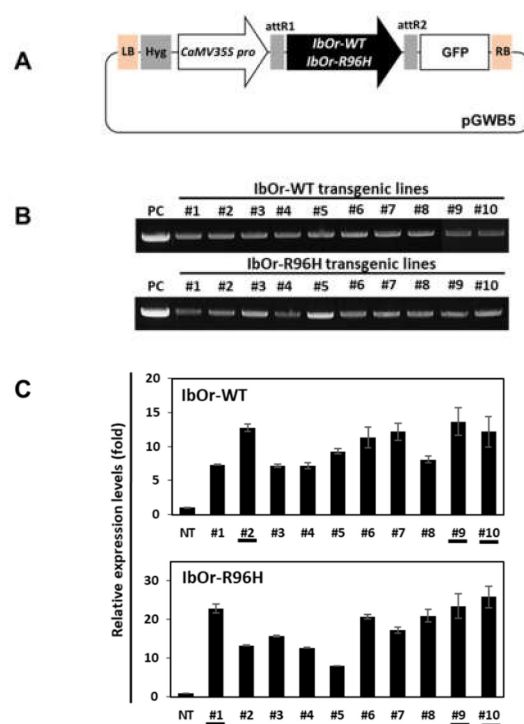 A
LB Hyg CaMV35S pro attR1 IbOr-WT attR2 GFP RB
IbOr-R96H
pGWB5
B
IbOr-WT transgenic lines
PC #1 #2 #3 #4 #5 #6 #7 #8 #9 #10
IbOr-R96H transgenic lines
PC #1 #2 #3 #4 #5 #6 #7 #8 #9 #10
C
Relative expression levels (fold)
IbOr-WT
20
15
10
5
0
NT #1 #2 #3 #4 #5 #6 #7 #8 #9 #10
IbOr-R96H
30
20
10
0
NT #1 #2 #3 #4 #5 #6 #7 #8 #9 #10